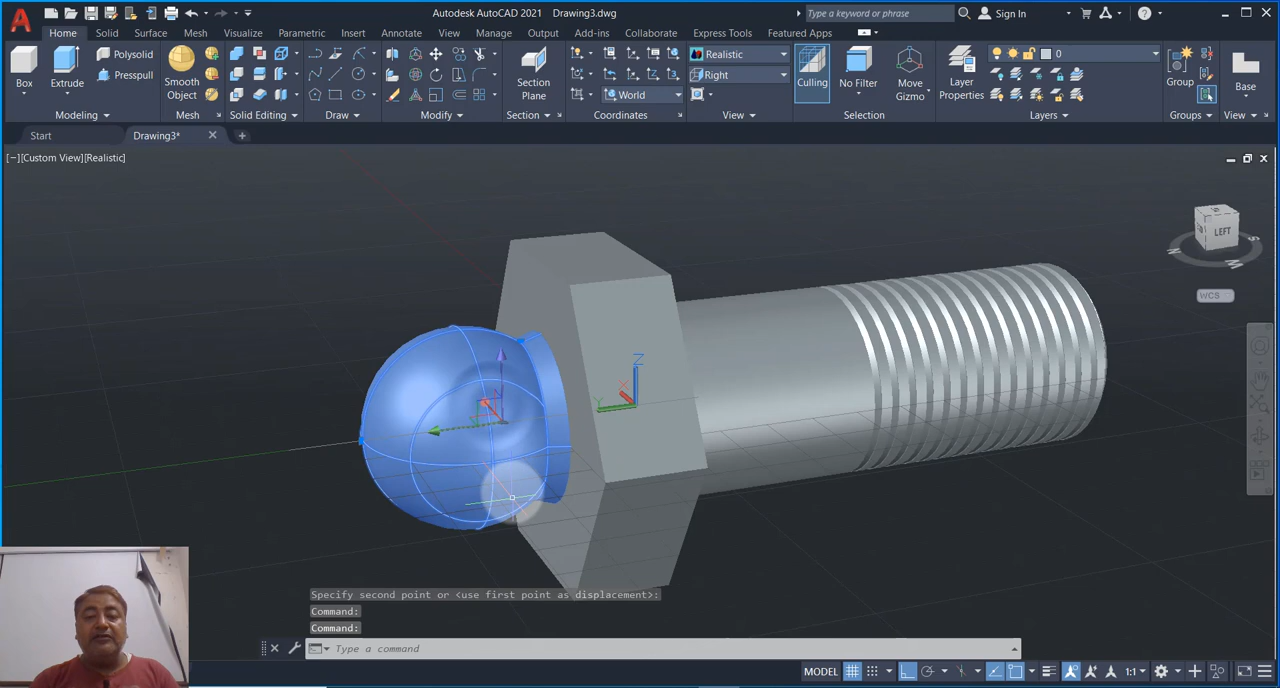 Autodesk AutoCAD 2021 Drawing3.dwg
Type a keyword or phrase
Sign In
Home Solid Surface Mesh Visualize Parametric Insert Annotate View Manage Output Add-ins Collaborate Express Tools Featured Apps
Box
Extrude
Polysolid
Presspull
Smooth
Object
Section
Plane
World
Realistic
Right
Culling
No Filter
Move
Gizmo
Layer
Properties
0
Group
Base
Modeling
Mesh
Solid Editing
Draw
Modify
Section
Coordinates
View
Selection
Layers
Groups
View
Start
Drawing3*
[−][Custom View][Realistic]
LEFT
N
S
WCS
Z
X
Y
Specify second point or <use first point as displacement>:
Command:
Command:
Type a command
MODEL
1:1